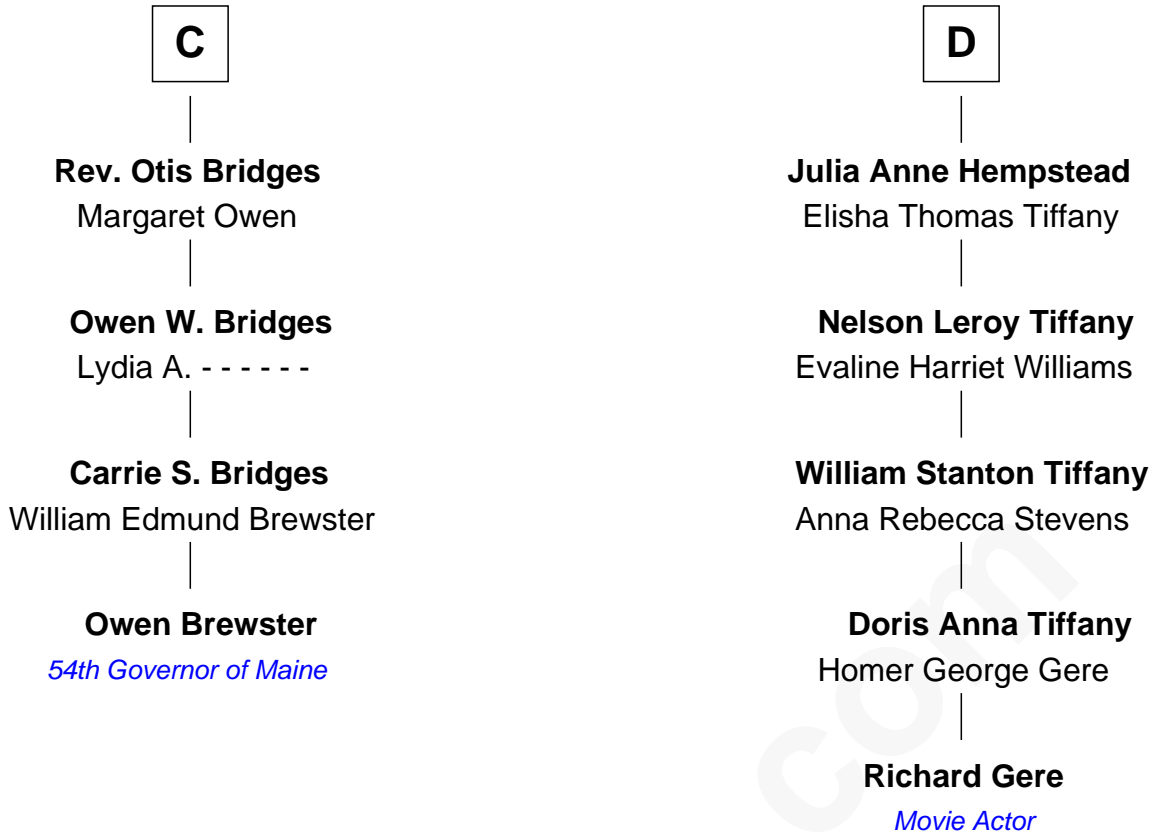 C
Rev. Otis Bridges
Margaret Owen
Owen W. Bridges
Lydia A. - - - - - -
Carrie S. Bridges
William Edmund Brewster
Owen Brewster
54th Governor of Maine
D
Julia Anne Hempstead
Elisha Thomas Tiffany
Nelson Leroy Tiffany
Evaline Harriet Williams
William Stanton Tiffany
Anna Rebecca Stevens
Doris Anna Tiffany
Homer George Gere
Richard Gere
Movie Actor
com